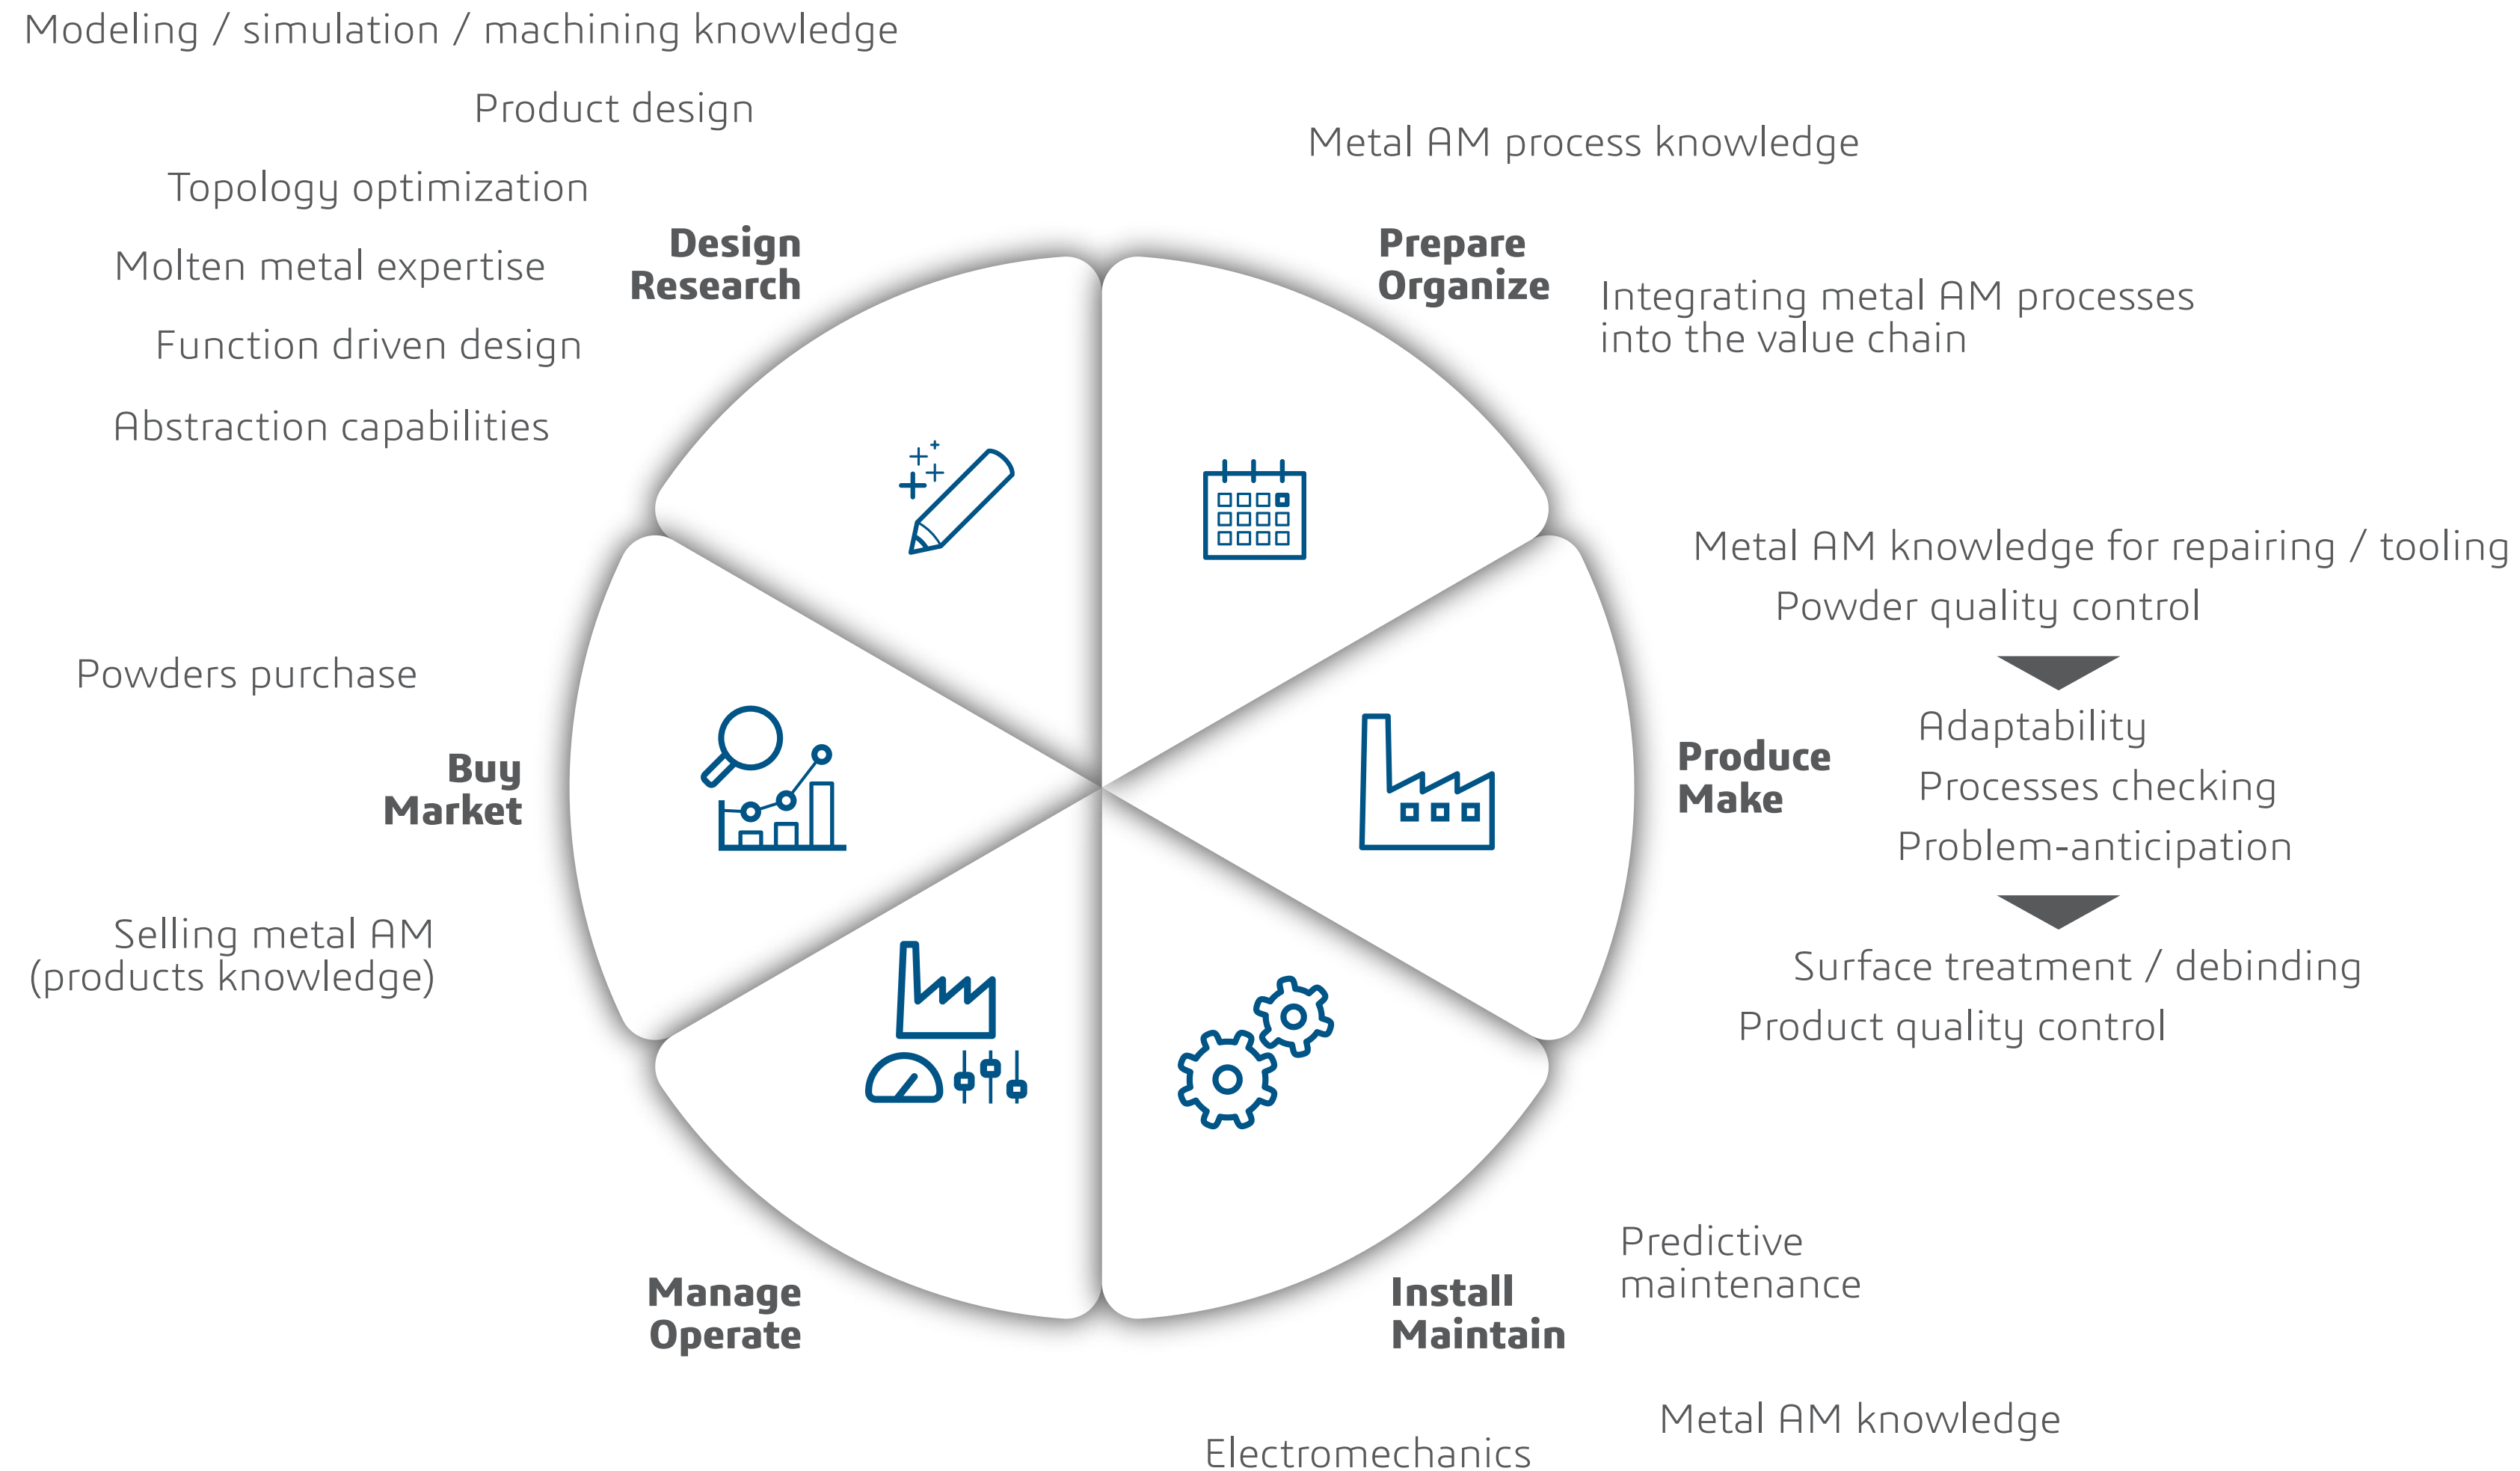 Modeling / simulation / machining knowledge
Product design
Topology optimization
Molten metal expertise
Function driven design
Abstraction capabilities
Design
Research
Metal AM process knowledge
Prepare
Organize
Integrating metal AM processes
into the value chain
Metal AM knowledge for repairing / tooling
Powder quality control
Adaptability
Processes checking
Problem-anticipation
Surface treatment / debinding
Product quality control
Produce
Make
Powders purchase
Buy
Market
Selling metal AM
(products knowledge)
Manage
Operate
Install
Maintain
Predictive
maintenance
Metal AM knowledge
Electromechanics